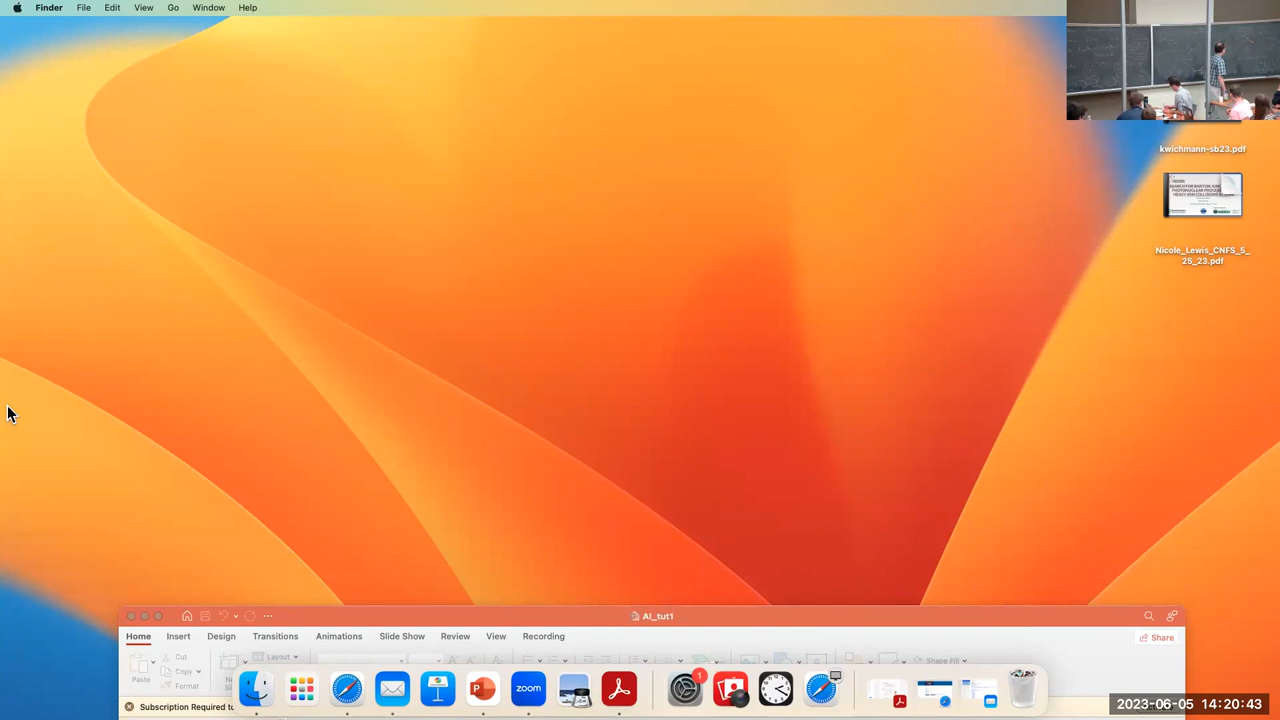 Finder File Edit View Go Window Help
kwichmann-sb23.pdf
Nicole_Lewis_CNFS_5_
25_23.pdf
AI_tut1
Home Insert Design Transitions Animations Slide Show Review View Recording
Share
Cut
Layout
Copy
Paste
Format
Shape Fill
zoom
1
Subscription Required to
2023-06-05 14:20:43